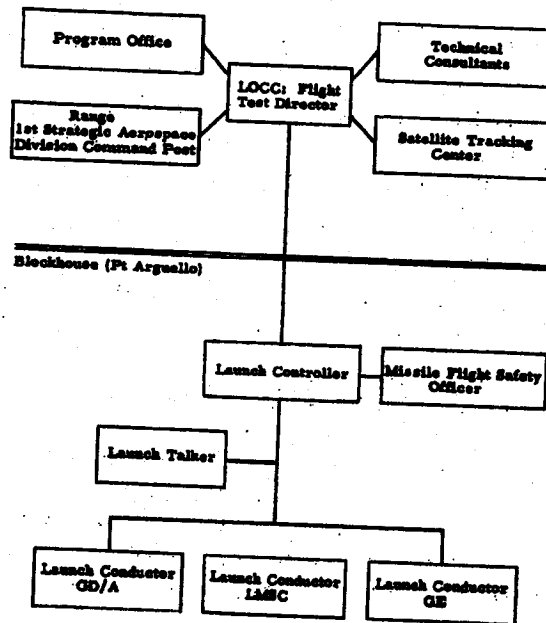 Program Office
Technical
Consultants
LOCC: Flight
Test Director
Range
1st Strategic Aerospace
Division Command Post
Satellite Tracking
Center
Blockhouse (Pt Arguello)
Launch Controller
Missile Flight Safety
Officer
Launch Talker
Launch Conductor
GD/A
Launch Conductor
LMSC
Launch Conductor
GE